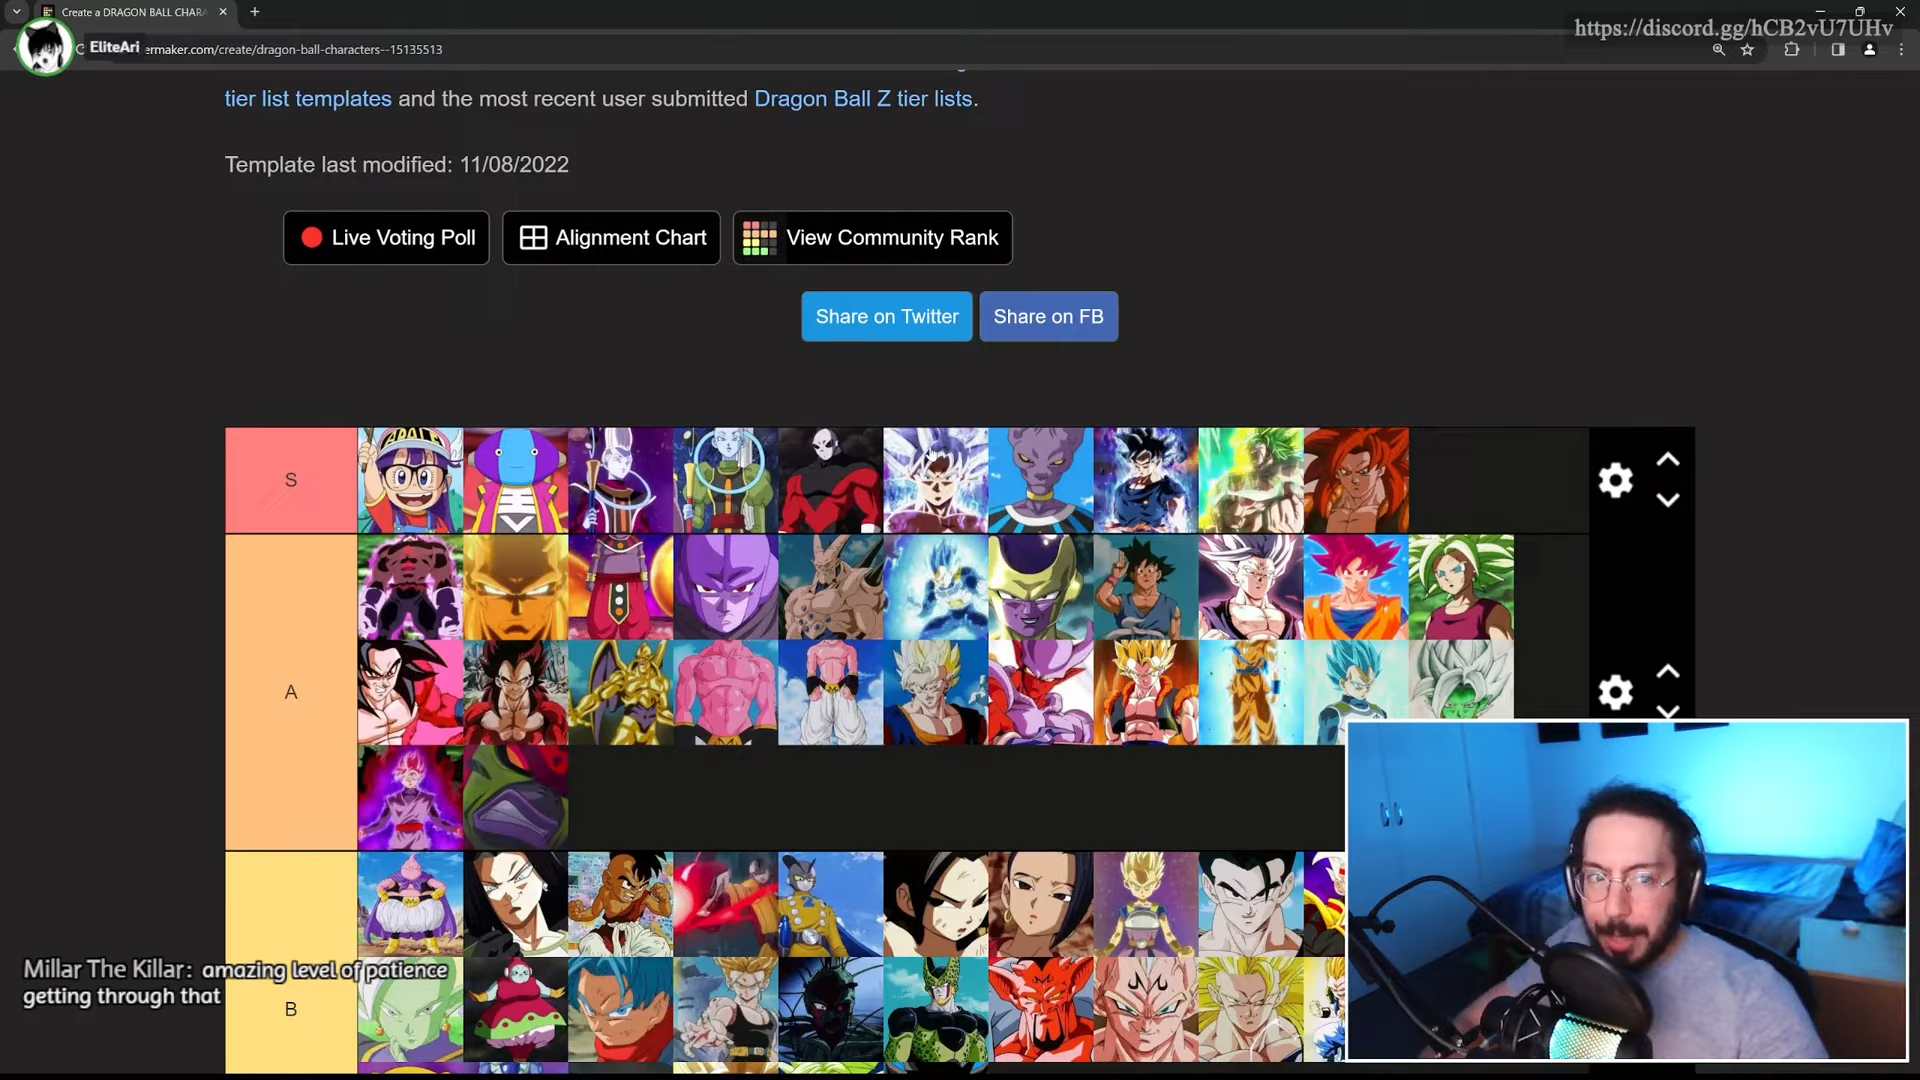 Create a DRAGON BALL CHARA
https://discord.gg/hCB2vU7UHv
EliteAri
ermaker.com/create/dragon-ball-characters--15135513
tier list templates and the most recent user submitted Dragon Ball Z tier lists.
Template last modified: 11/08/2022
Live Voting Poll
Alignment Chart
View Community Rank
Share on Twitter
Share on FB
S
A
B
Millar The Killar: amazing level of patience
getting through that